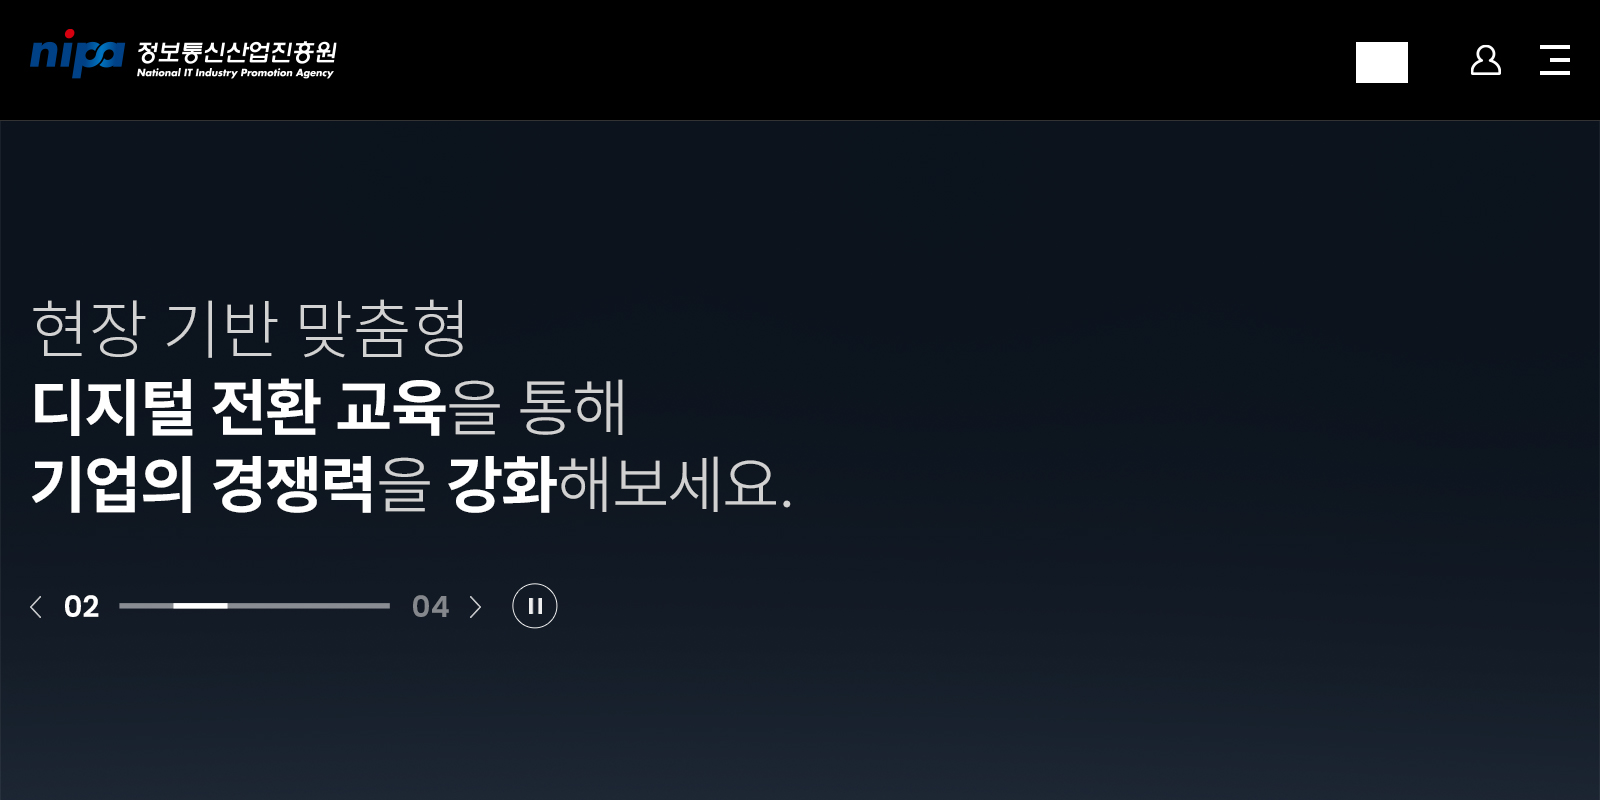 nipa 정보통신산업진흥원
National IT Industry Promotion Agency
현장 기반 맞춤형
디지털 전환 교육을 통해
기업의 경쟁력을 강화해보세요.
02 04